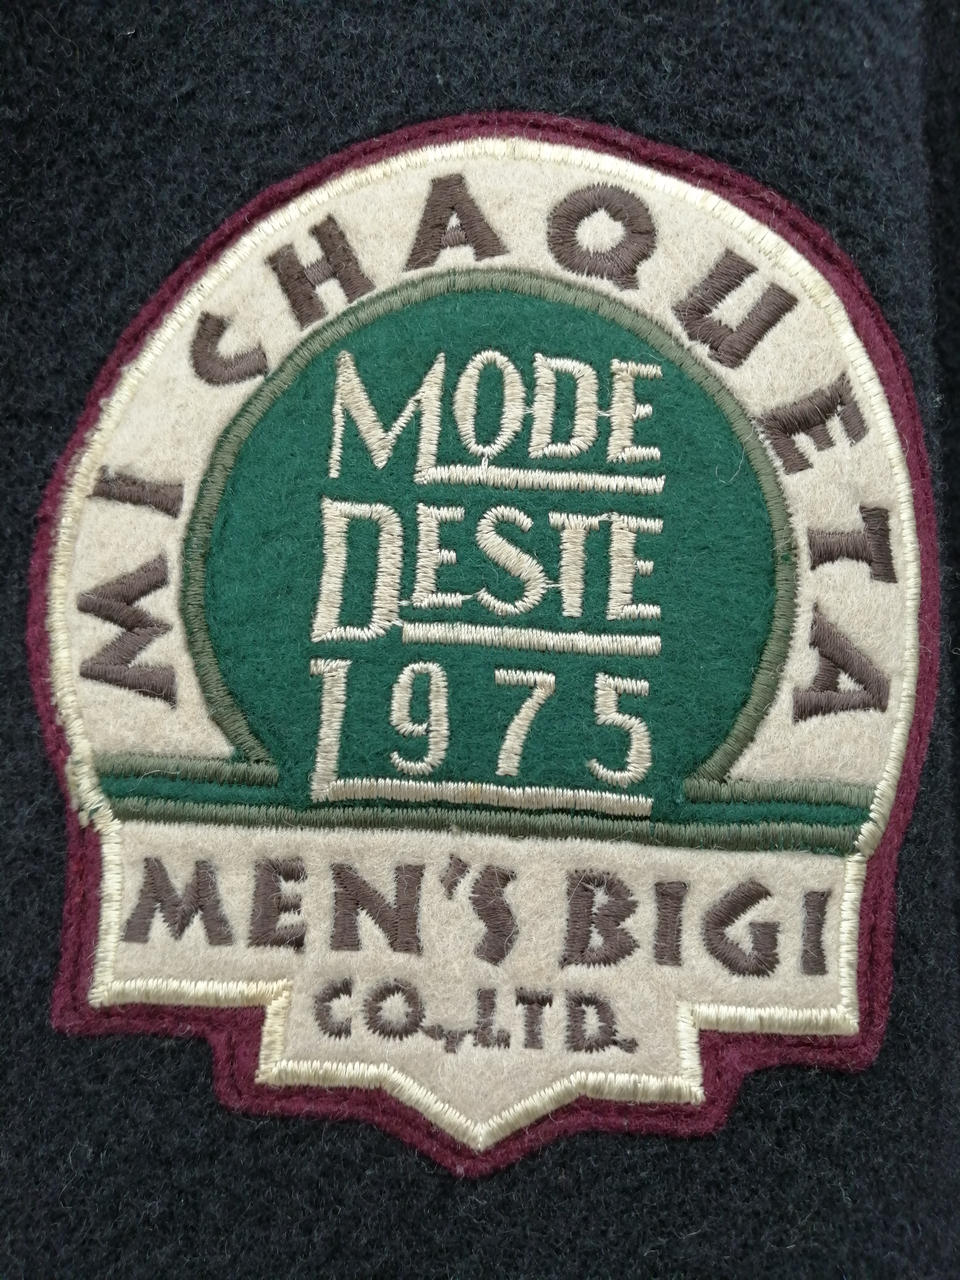 MI CHAQUETA
MODE
DESTE
1975
MEN'S BIGI
CO.,LTD.